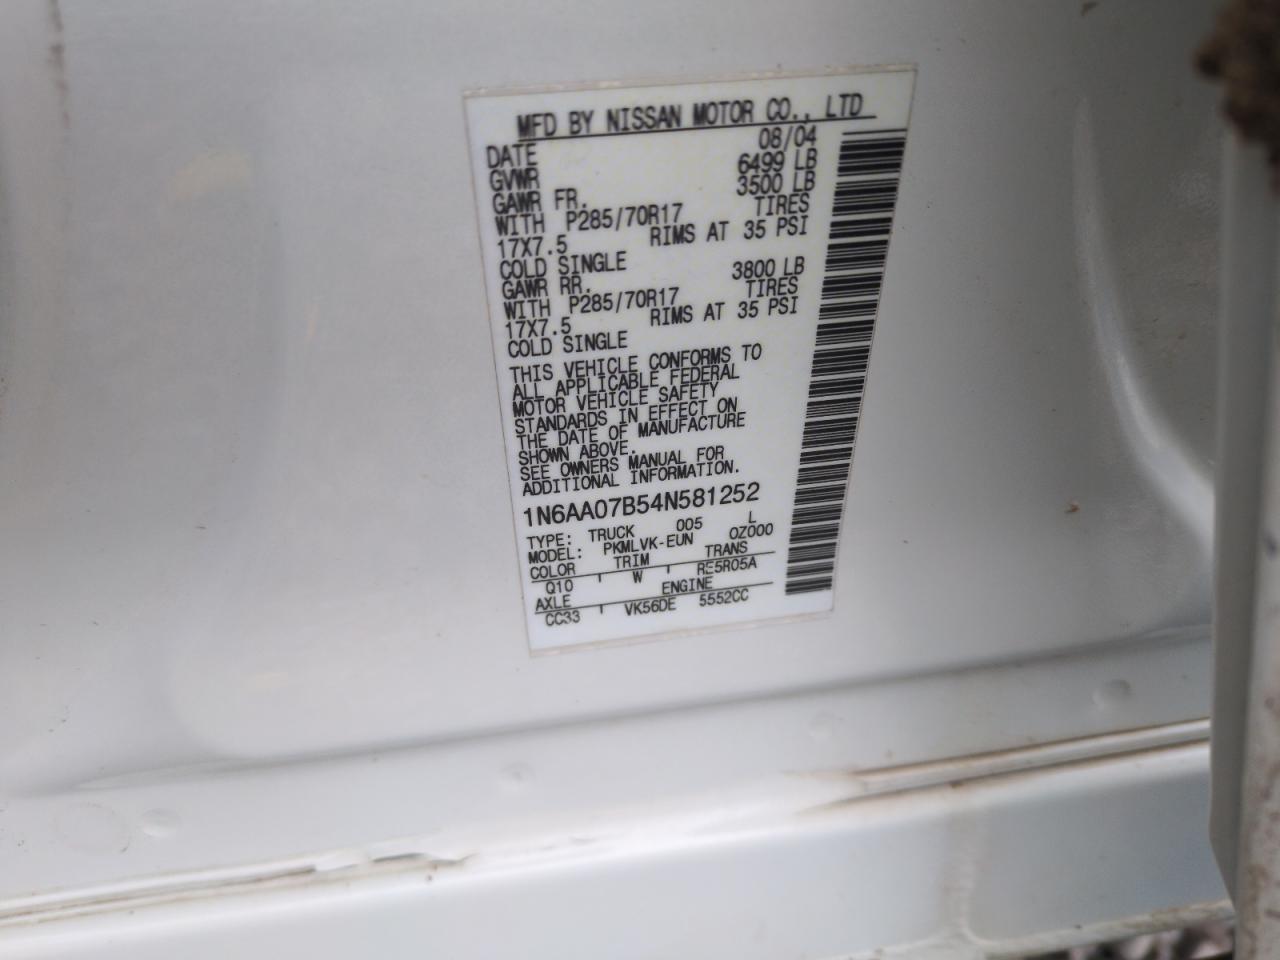 MFD BY NISSAN MOTOR CO., LTD
DATE 08/04
GVWR 6499 LB
GAWR FR. 3500 LB
WITH P285/70R17 TIRES
17X7.5 RIMS AT 35 PSI
COLD SINGLE
GAWR RR. 3800 LB
WITH P285/70R17 TIRES
17X7.5 RIMS AT 35 PSI
COLD SINGLE
THIS VEHICLE CONFORMS TO
ALL APPLICABLE FEDERAL
MOTOR VEHICLE SAFETY
STANDARDS IN EFFECT ON
THE DATE OF MANUFACTURE
SHOWN ABOVE.
SEE OWNERS MANUAL FOR
ADDITIONAL INFORMATION.
1N6AA07B54N581252
TYPE: TRUCK 005 L
MODEL: PKMLVK-EUN 0Z000
COLOR TRIM TRANS
Q10 W RE5R05A
AXLE ENGINE
CC33 VK56DE 5552CC